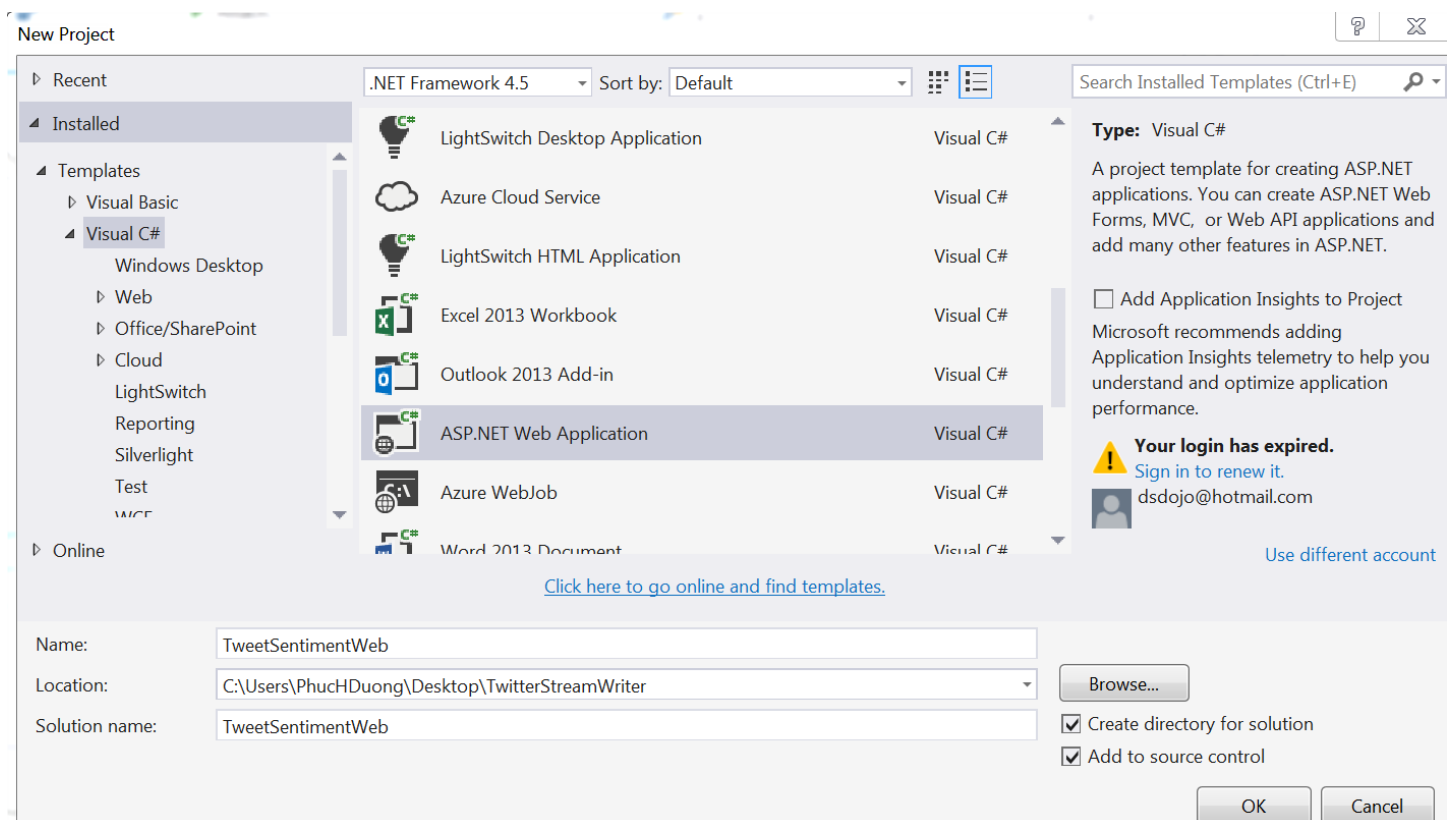 New Project
Recent
.NET Framework 4.5 Sort by: Default
Search Installed Templates (Ctrl+E)
Installed
Templates
Visual Basic
Visual C#
Windows Desktop
Web
Office/SharePoint
Cloud
LightSwitch
Reporting
Silverlight
Test
WCF
Online
LightSwitch Desktop Application Visual C#
Azure Cloud Service Visual C#
LightSwitch HTML Application Visual C#
Excel 2013 Workbook Visual C#
Outlook 2013 Add-in Visual C#
ASP.NET Web Application Visual C#
Azure WebJob Visual C#
Word 2013 Document Visual C#
Click here to go online and find templates.
Type: Visual C#
A project template for creating ASP.NET
applications. You can create ASP.NET Web
Forms, MVC, or Web API applications and
add many other features in ASP.NET.
Add Application Insights to Project
Microsoft recommends adding
Application Insights telemetry to help you
understand and optimize application
performance.
Your login has expired.
Sign in to renew it.
dsdojo@hotmail.com
Use different account
Name: TweetSentimentWeb
Location: C:\Users\PhucHDuong\Desktop\TwitterStreamWriter
Browse...
Solution name: TweetSentimentWeb
Create directory for solution
Add to source control
OK Cancel